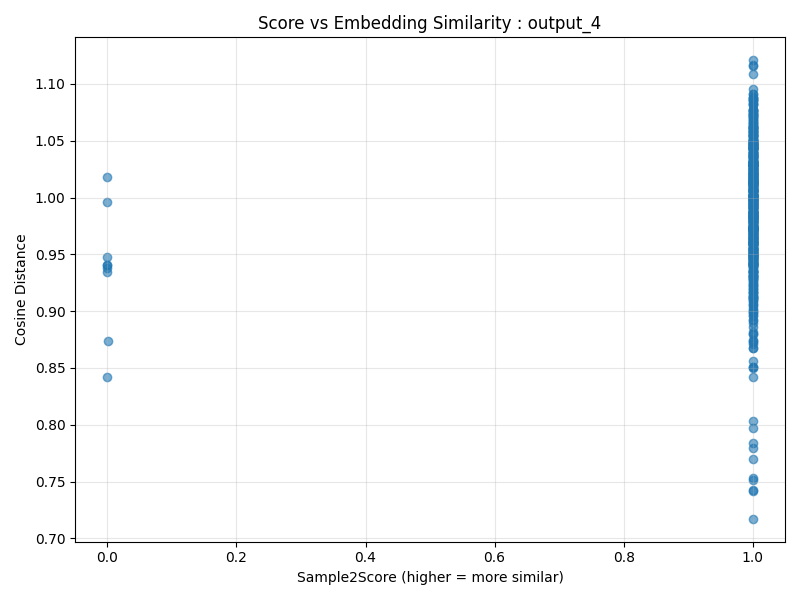 Score vs Embedding Similarity : output_4
Cosine Distance
1.10
1.05
1.00
0.95
0.90
0.85
0.80
0.75
0.70
0.0 0.2 0.4 0.6 0.8 1.0
Sample2Score (higher = more similar)